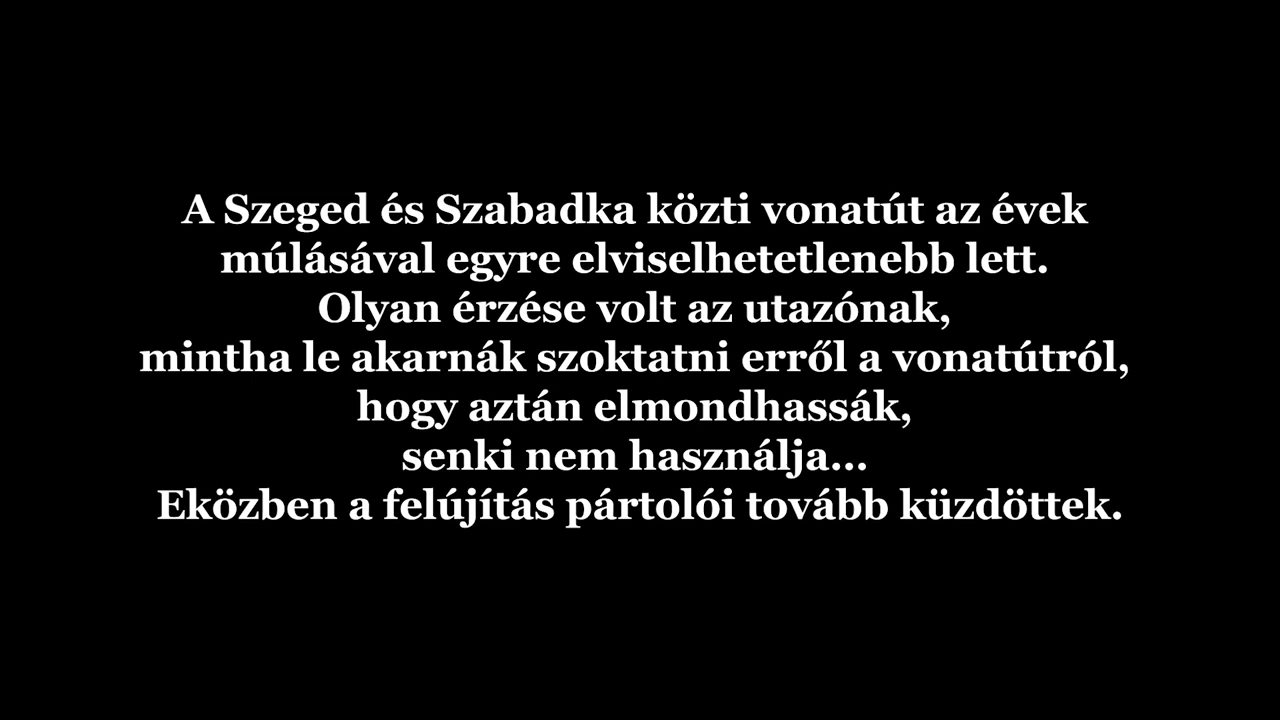 A Szeged és Szabadka közti vonatút az évek
múlásával egyre elviselhetetlenebb lett.
Olyan érzése volt az utazónak,
mintha le akarnák szoktatni erről a vonatútról,
hogy aztán elmondhassák,
senki nem használja...
Eközben a felújítás pártolói tovább küzdöttek.